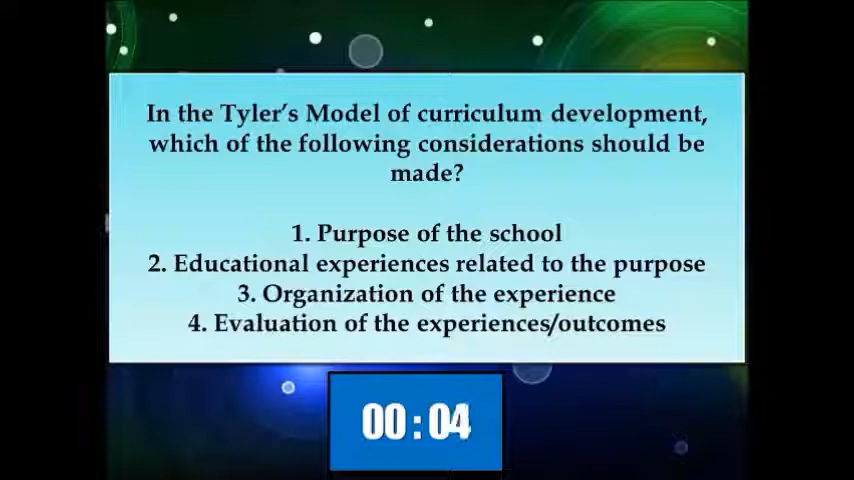 In the Tyler's Model of curriculum development,
which of the following considerations should be
made?
1. Purpose of the school
2. Educational experiences related to the purpose
3. Organization of the experience
4. Evaluation of the experiences/outcomes
00:04